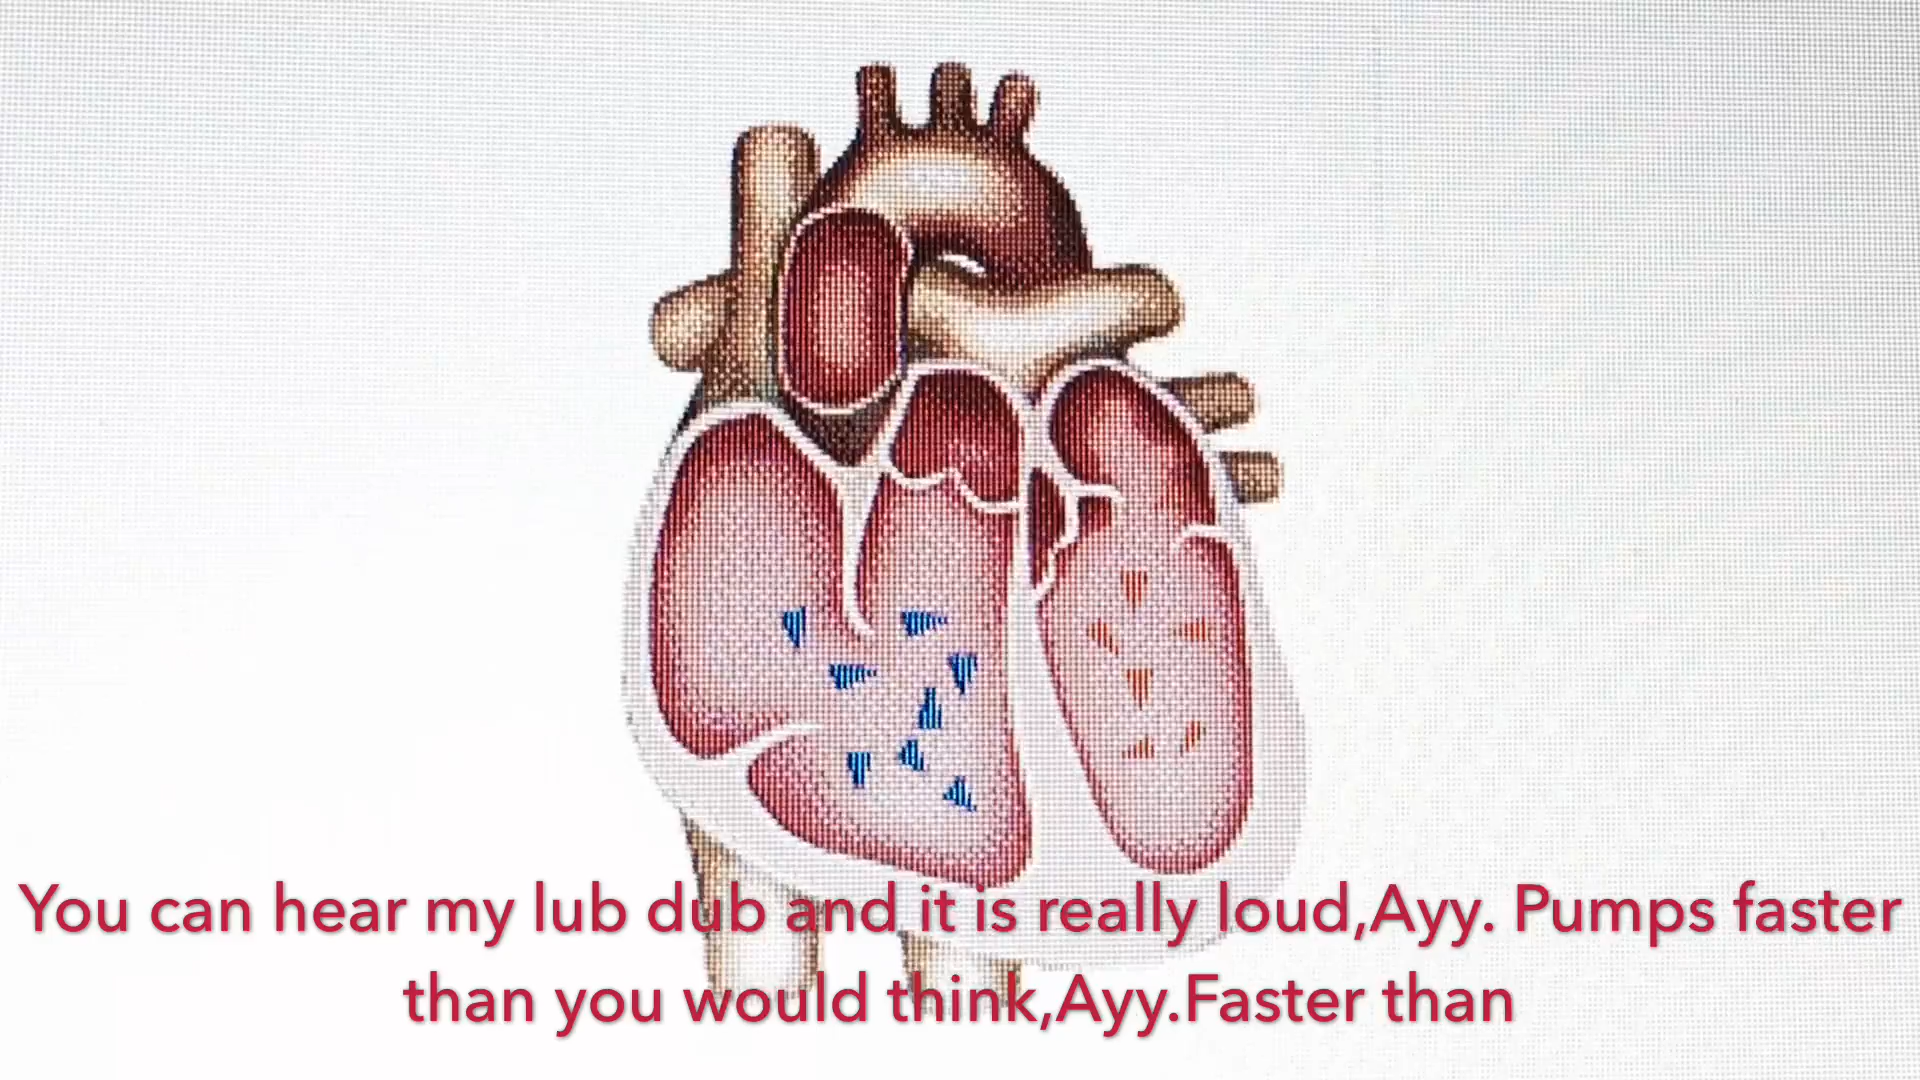 You can hear my lub dub and it is really loud,Ayy. Pumps faster
than you would think,Ayy.Faster than